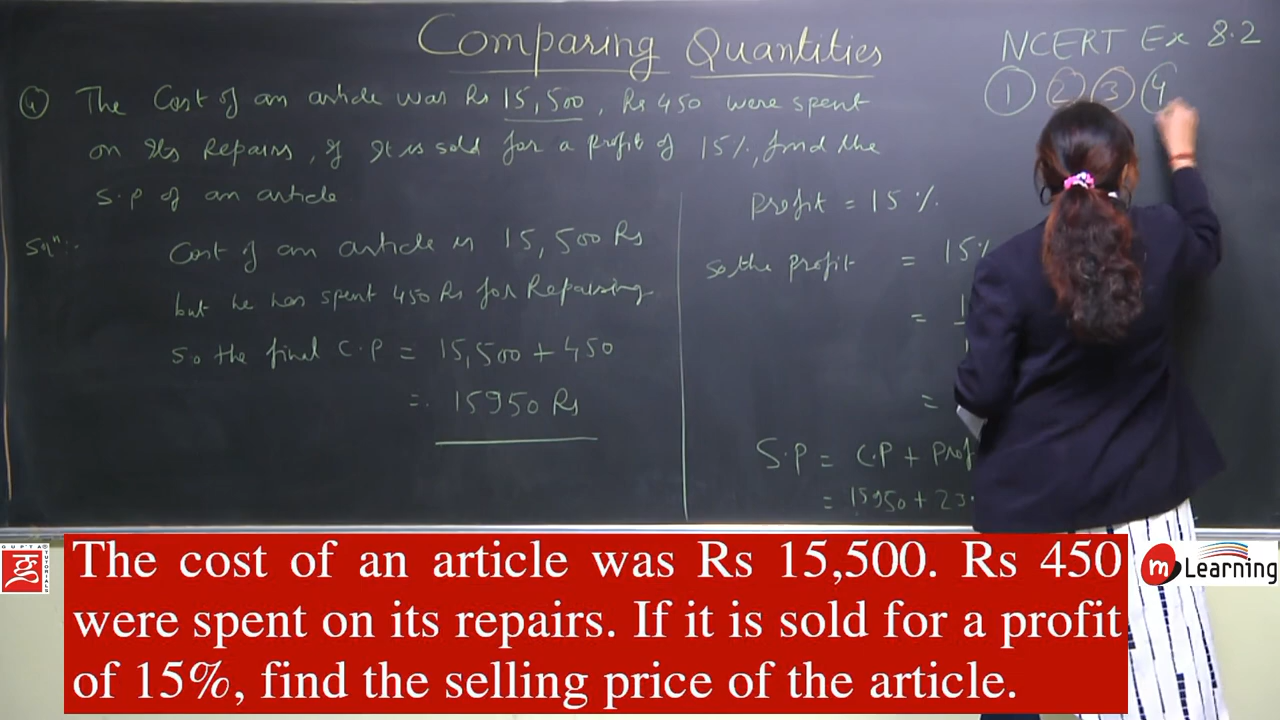 Comparing Quantities
NCERT Ex 8.2
1 2 3 4
4 The Cost of an article was Rs 15,500, Rs 450 were spent
on its Repairs, if It is sold for a profit of 15%, find the
S.P of an article
Solⁿ:-
Cost of an article is 15,500 Rs
but he has spent 450 Rs for Repairing
So the final C.P = 15,500 + 450
= 15950 Rs
Profit = 15%.
so the profit = 15%
=
=
S.P = C.P + Prof
= 15950 + 23
GUPTA TUTORIALS
The cost of an article was Rs 15,500. Rs 450
were spent on its repairs. If it is sold for a profit
of 15%, find the selling price of the article.
m Learning